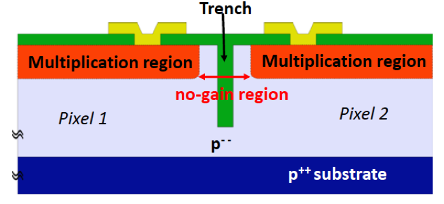 Trench
Multiplication region
Multiplication region
no-gain region
Pixel 1
Pixel 2
p⁻⁻
p⁺⁺ substrate